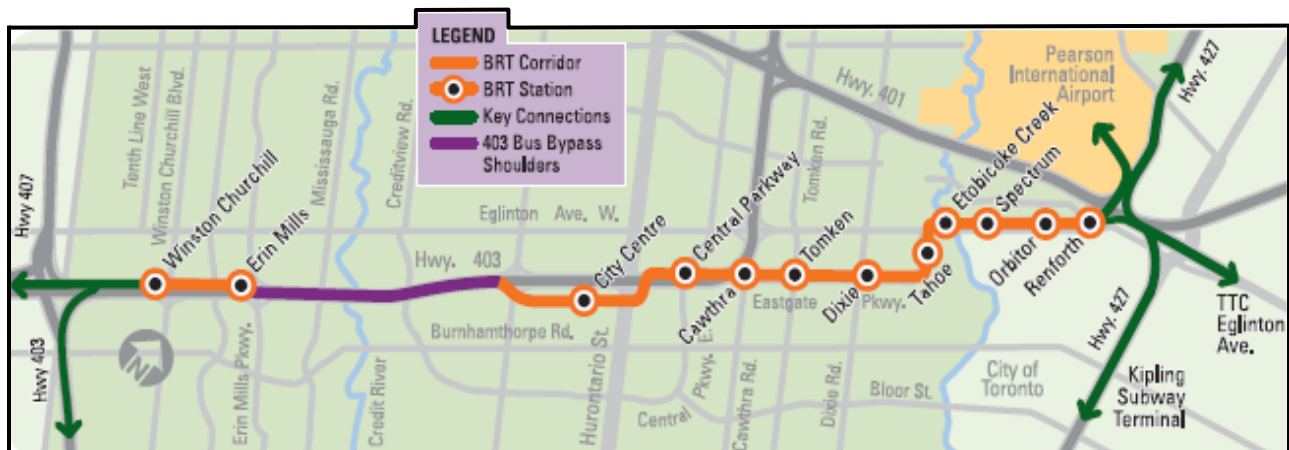 LEGEND
BRT Corridor
BRT Station
Key Connections
403 Bus Bypass
Shoulders
Hwy 407
Tenth Line West
Winston Churchill Blvd.
Mississauga Rd.
Creditview Rd.
Hwy. 401
Tomken Rd.
Pearson
International
Airport
Hwy. 427
Winston Churchill
Erin Mills
Eglinton Ave. W.
Hwy. 403
City Centre
Central Parkway
Cawthra
Tomken
Eastgate Pkwy.
Dixie
Tahoe
Etobicoke Creek
Spectrum
Orbitor
Renforth
TTC
Eglinton
Ave.
Hwy 403
N
Erin Mills Pkwy.
Credit River
Burnhamthorpe Rd.
Hurontario St.
Central Pkwy. E.
Cawthra Rd.
Dixie Rd.
Bloor St.
City of
Toronto
Hwy. 427
Kipling
Subway
Terminal